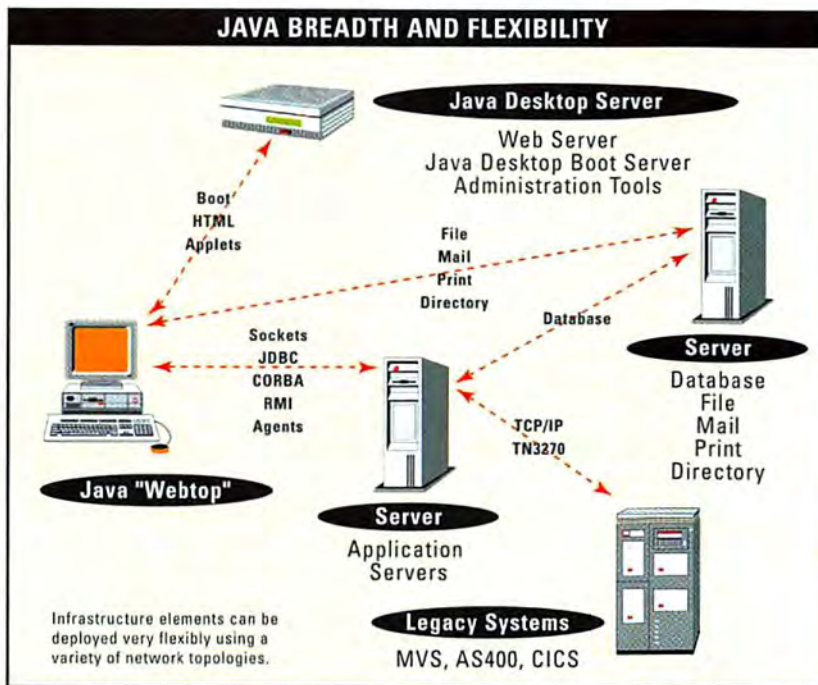 JAVA BREADTH AND FLEXIBILITY
Java Desktop Server
Web Server
Java Desktop Boot Server
Administration Tools
Boot
HTML
Applets
File
Mail
Print
Directory
Database
Sockets
JDBC
CORBA
RMI
Agents
Server
Database
File
Mail
Print
Directory
TCP/IP
TN3270
Java "Webtop"
Server
Application
Servers
Infrastructure elements can be
deployed very flexibly using a
variety of network topologies.
Legacy Systems
MVS, AS400, CICS